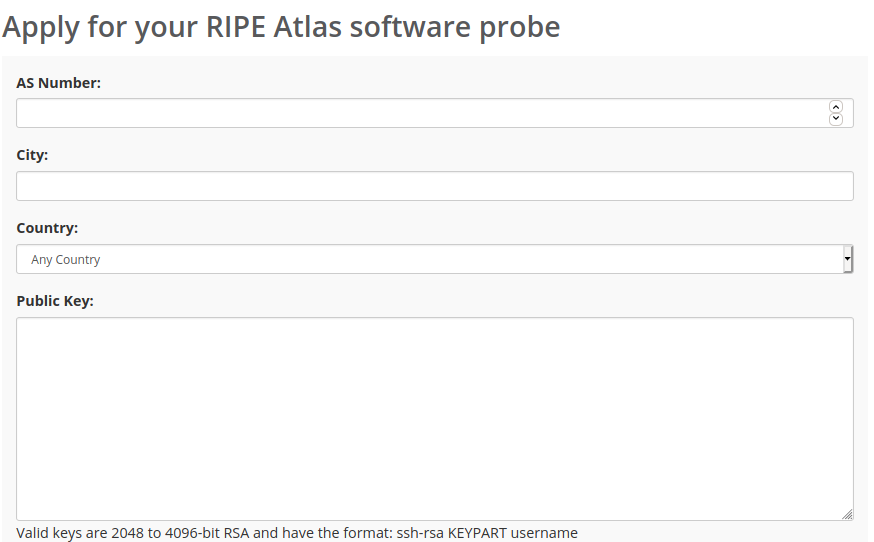 Apply for your RIPE Atlas software probe
AS Number:
City:
Country:
Any Country
Public Key:
Valid keys are 2048 to 4096-bit RSA and have the format: ssh-rsa KEYPART username